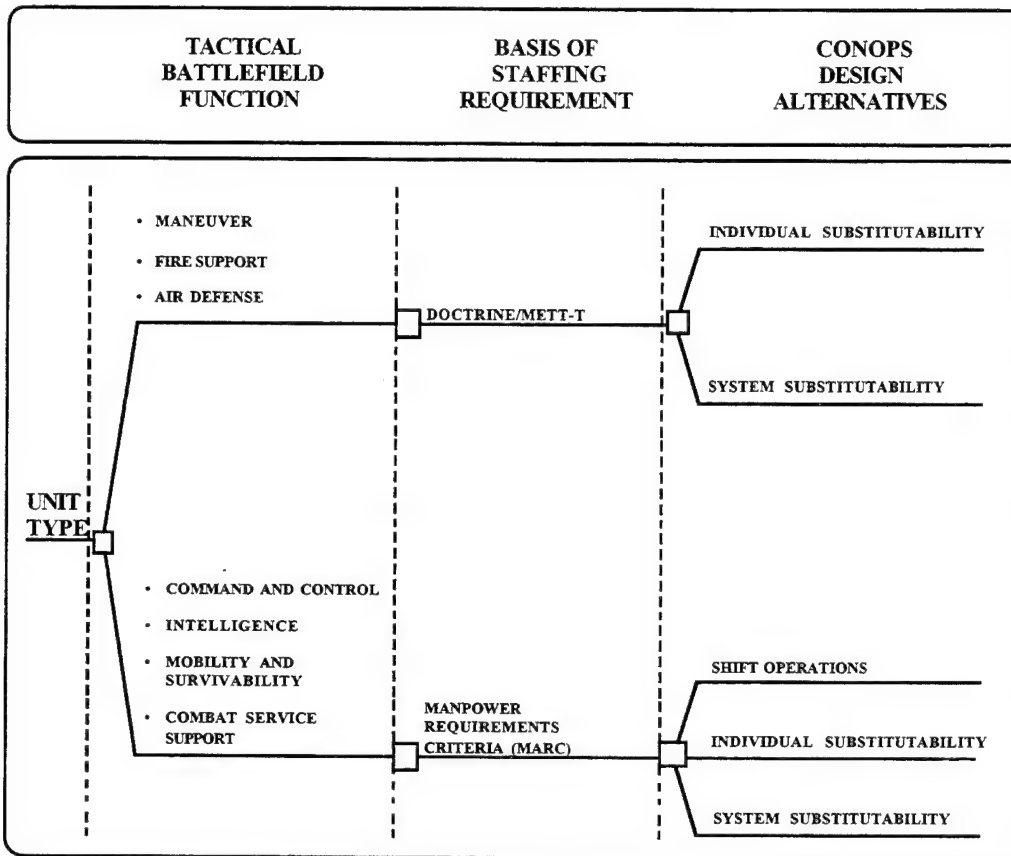 TACTICAL
BATTLEFIELD
FUNCTION
BASIS OF
STAFFING
REQUIREMENT
CONOPS
DESIGN
ALTERNATIVES
• MANEUVER
• FIRE SUPPORT
• AIR DEFENSE
DOCTRINE/METT-T
INDIVIDUAL SUBSTITUTABILITY
SYSTEM SUBSTITUTABILITY
UNIT
TYPE
• COMMAND AND CONTROL
• INTELLIGENCE
• MOBILITY AND
SURVIVABILITY
• COMBAT SERVICE
SUPPORT
MANPOWER
REQUIREMENTS
CRITERIA (MARC)
SHIFT OPERATIONS
INDIVIDUAL SUBSTITUTABILITY
SYSTEM SUBSTITUTABILITY